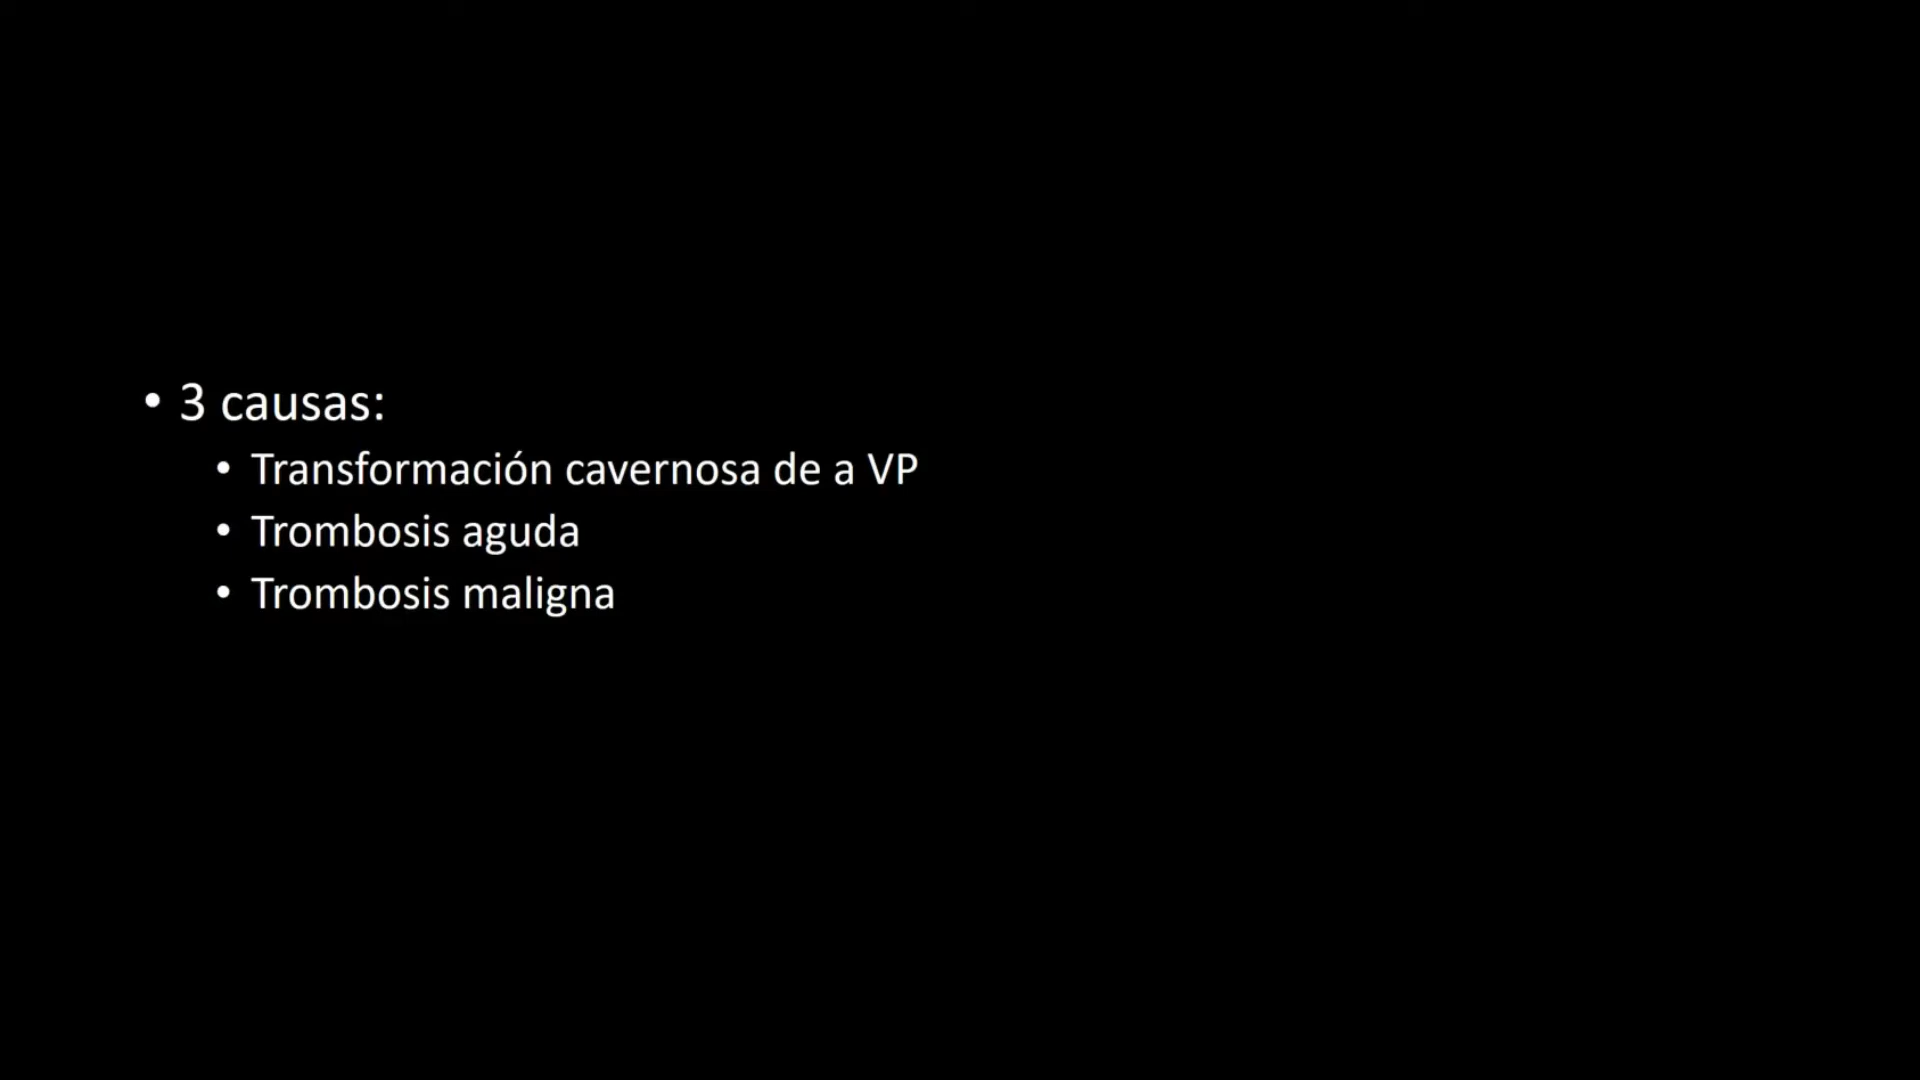 • 3 causas:
• Transformación cavernosa de a VP
• Trombosis aguda
• Trombosis maligna